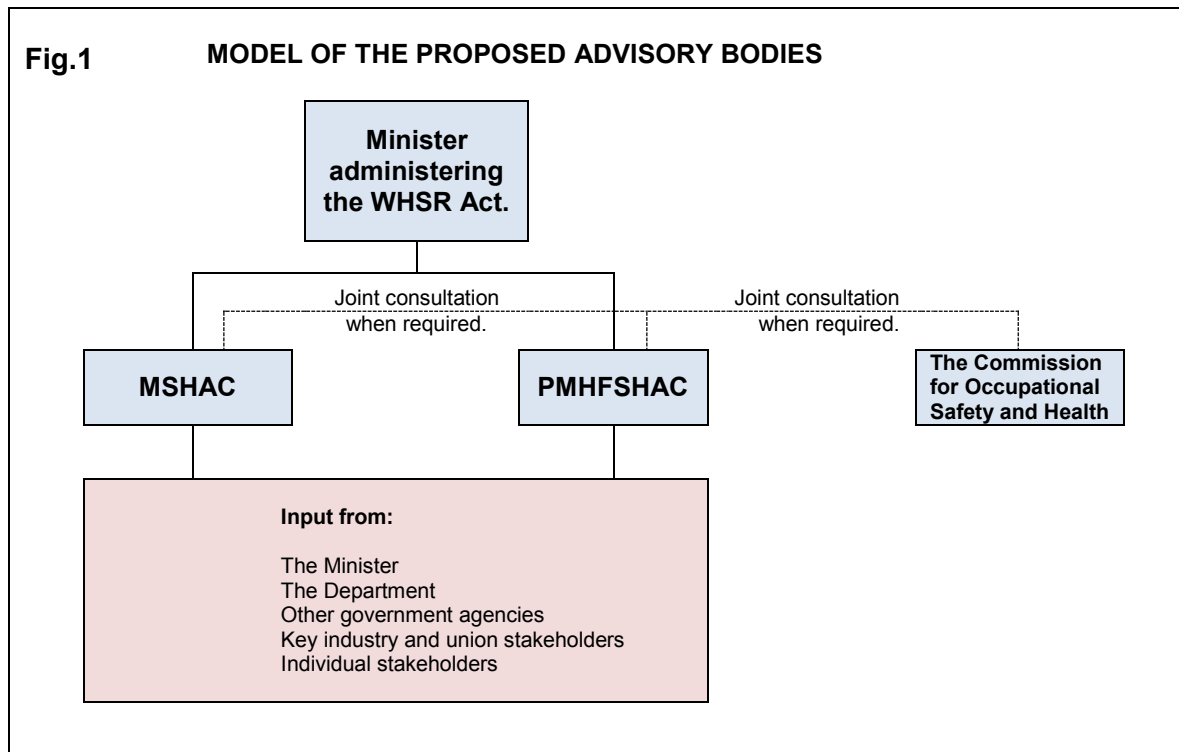 Fig.1
MODEL OF THE PROPOSED ADVISORY BODIES
Minister
administering
the WHSR Act.
Joint consultation
when required.
Joint consultation
when required.
MSHAC
PMHFSHAC
The Commission
for Occupational
Safety and Health
Input from:
The Minister
The Department
Other government agencies
Key industry and union stakeholders
Individual stakeholders